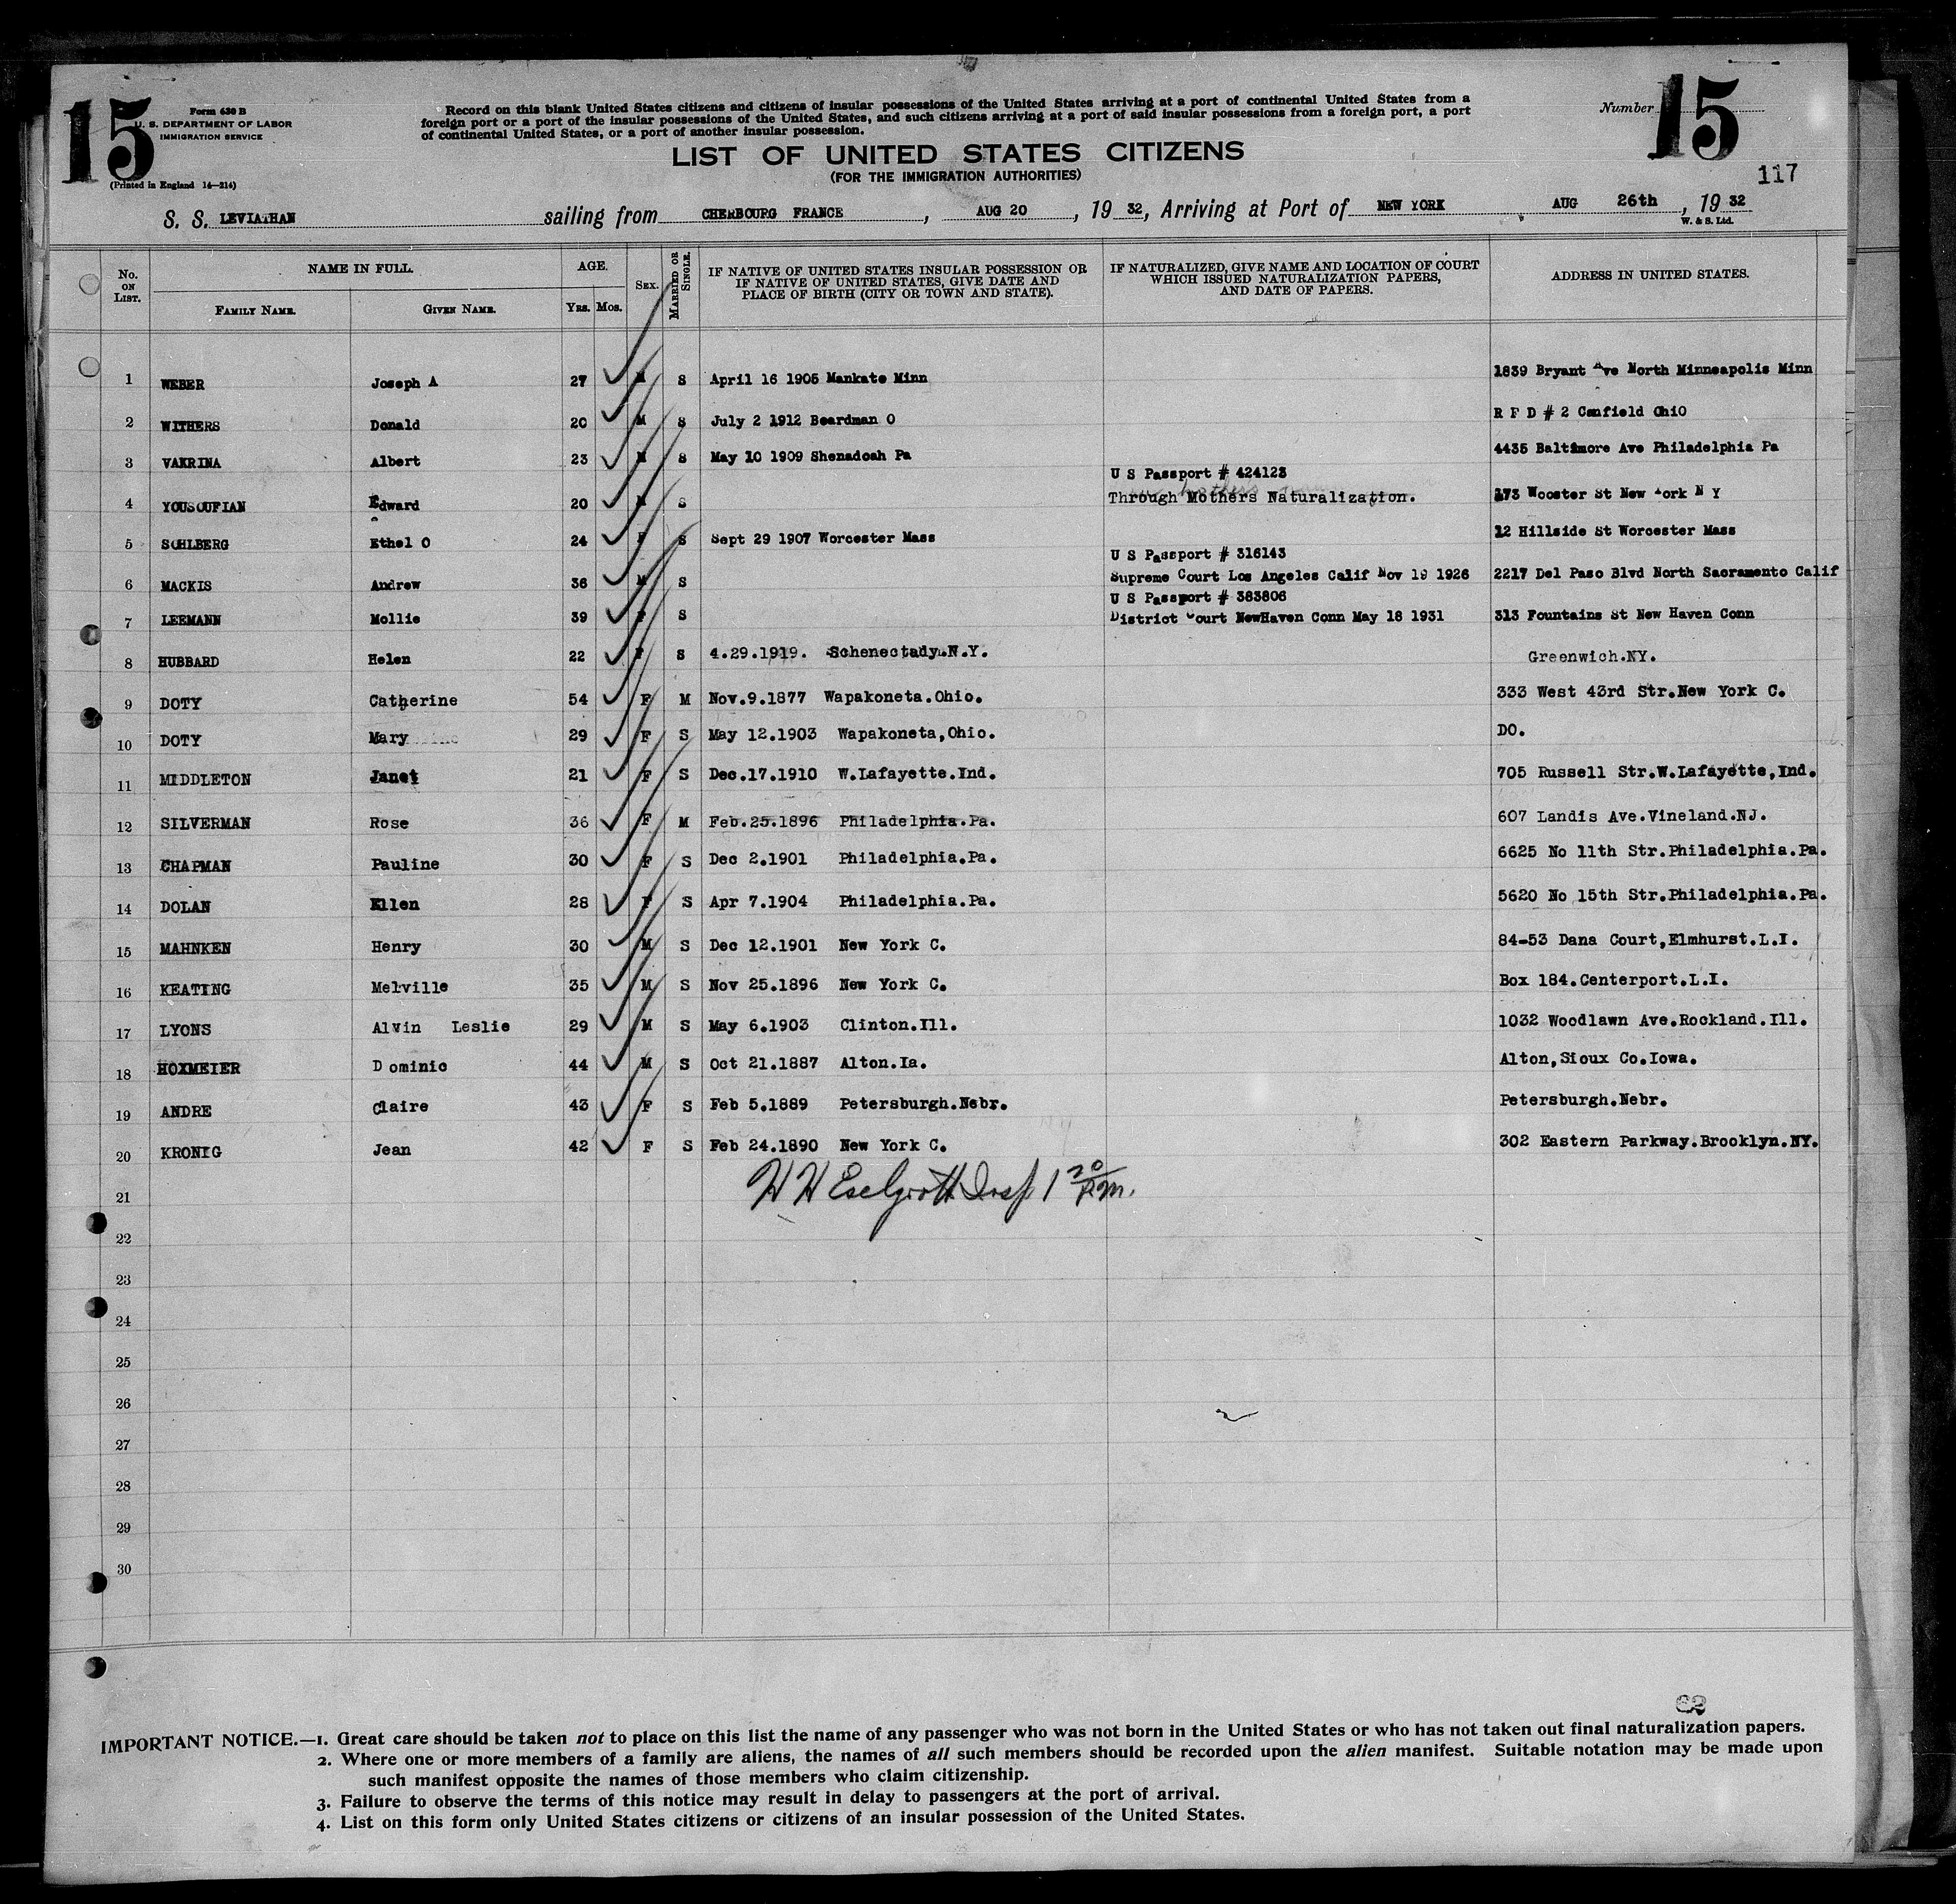 15
Form 630 B
U. S. DEPARTMENT OF LABOR
IMMIGRATION SERVICE
(Printed in England 14—214)
Record on this blank United States citizens and citizens of insular possessions of the United States arriving at a port of continental United States from a
foreign port or a port of the insular possessions of the United States, and such citizens arriving at a port of said insular possessions from a foreign port, a port
of continental United States, or a port of another insular possession.
Number 15
LIST OF UNITED STATES CITIZENS
(FOR THE IMMIGRATION AUTHORITIES)
117
S. S. LEVIATHAN sailing from CHERBOURG FRANCE, AUG 20, 19 32, Arriving at Port of NEW YORK, AUG 26th, 19 32
W. & S. Ltd.
No. ON LIST. NAME IN FULL. AGE. SEX. MARRIED OR SINGLE. IF NATIVE OF UNITED STATES INSULAR POSSESSION OR IF NATIVE OF UNITED STATES, GIVE DATE AND PLACE OF BIRTH (CITY OR TOWN AND STATE). IF NATURALIZED, GIVE NAME AND LOCATION OF COURT WHICH ISSUED NATURALIZATION PAPERS, AND DATE OF PAPERS. ADDRESS IN UNITED STATES.
FAMILY NAME. GIVEN NAME. YRS. MOS.
1 WEBER Joseph A 27 M S April 16 1905 Mankato Minn 1839 Bryant Ave North Minneapolis Minn
2 WITHERS Donald 20 M S July 2 1912 Boardman O R F D # 2 Canfield OhiO
3 VAKRINA Albert 23 M S May 10 1909 Shenadoah Pa 4435 Baltimore Ave Philadelphia Pa
U S Passport # 424123
4 YOUSOUFIAN Edward 20 M S Through Mothers Naturalization. 173 Wooster St New York N Y
5 SOHLBERG Ethel O 24 F S Sept 29 1907 Worcester Mass 12 Hillside St Worcester Mass
U S Passport # 316143
6 MACKIS Andrew 36 M S Supreme Court Los Angeles Calif Nov 19 1926 2217 Del Paso Blvd North Sacramento Calif
U S Passport # 383806
7 LEEMANN Mollie 39 F S District Court NewHaven Conn May 18 1931 313 Fountains St New Haven Conn
8 HUBBARD Helen 22 F S 4.29.1919. Schenectady.N.Y. Greenwich.NY.
9 DOTY Catherine 54 F M Nov.9.1877 Wapakoneta.Ohio. 333 West 43rd Str.New York C.
10 DOTY Mary 29 F S May 12.1903 Wapakoneta,Ohio. DO.
11 MIDDLETON Janet 21 F S Dec.17.1910 W.Lafayette.Ind. 705 Russell Str.W.Lafayette,Ind.
12 SILVERMAN Rose 36 F M Feb.25.1896 Philadelphia.Pa. 607 Landis Ave.Vineland.NJ.
13 CHAPMAN Pauline 30 F S Dec 2.1901 Philadelphia.Pa. 6625 No 11th Str.Philadelphia.Pa.
14 DOLAN Ellen 28 F S Apr 7.1904 Philadelphia.Pa. 5620 No 15th Str.Philadelphia.Pa.
15 MAHNKEN Henry 30 M S Dec 12.1901 New York C. 84-53 Dana Court,Elmhurst.L.I.
16 KEATING Melville 35 M S Nov 25.1896 New York C. Box 184.Centerport.L.I.
17 LYONS Alvin Leslie 29 M S May 6.1903 Clinton.Ill. 1032 Woodlawn Ave.Rockland.Ill.
18 HOXMEIER Dominic 44 M S Oct 21.1887 Alton.Ia. Alton,Sioux Co.Iowa.
19 ANDRE Claire 43 F S Feb 5.1889 Petersburgh.Nebr. Petersburgh.Nebr.
20 KRONIG Jean 42 F S Feb 24.1890 New York C. 302 Eastern Parkway.Brooklyn.NY.
H H Insp 1 20 P.M.
21
22
23
24
25
26
27
28
29
30
62
IMPORTANT NOTICE.—1. Great care should be taken not to place on this list the name of any passenger who was not born in the United States or who has not taken out final naturalization papers.
2. Where one or more members of a family are aliens, the names of all such members should be recorded upon the alien manifest. Suitable notation may be made upon
such manifest opposite the names of those members who claim citizenship.
3. Failure to observe the terms of this notice may result in delay to passengers at the port of arrival.
4. List on this form only United States citizens or citizens of an insular possession of the United States.